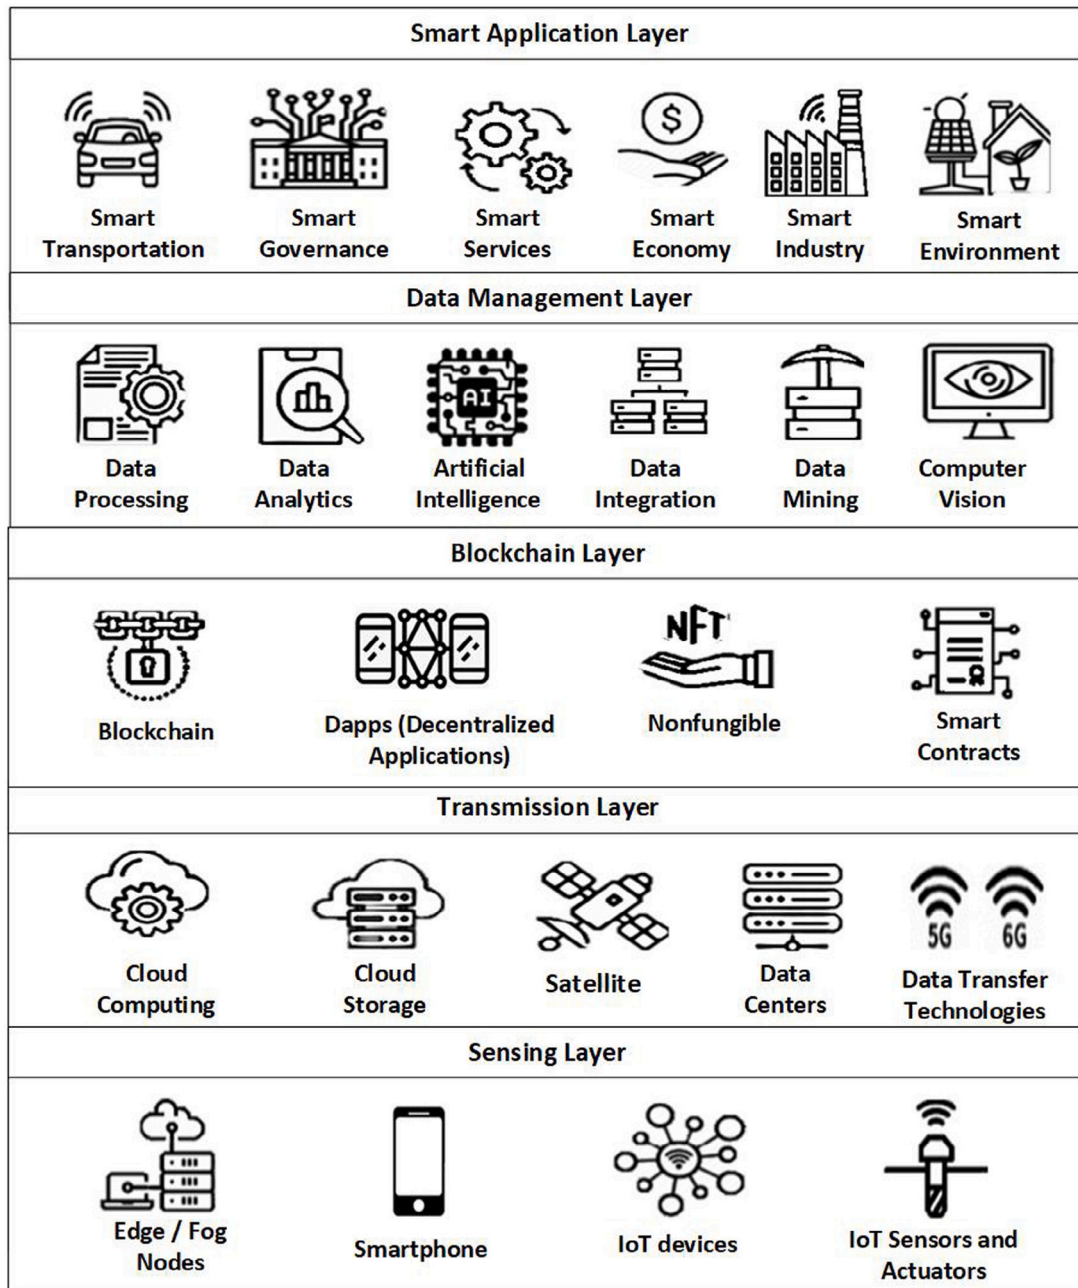 Smart Application Layer
Smart
Transportation
Smart
Governance
Smart
Services
$
Smart
Economy
Smart
Industry
Smart
Environment
Data Management Layer
Data
Processing
Data
Analytics
AI
Artificial
Intelligence
Data
Integration
Data
Mining
Computer
Vision
Blockchain Layer
Blockchain
Dapps (Decentralized
Applications)
NFT
Nonfungible
Smart
Contracts
Transmission Layer
Cloud
Computing
Cloud
Storage
Satellite
Data
Centers
5G 6G
Data Transfer
Technologies
Sensing Layer
Edge / Fog
Nodes
Smartphone
IoT devices
IoT Sensors and
Actuators